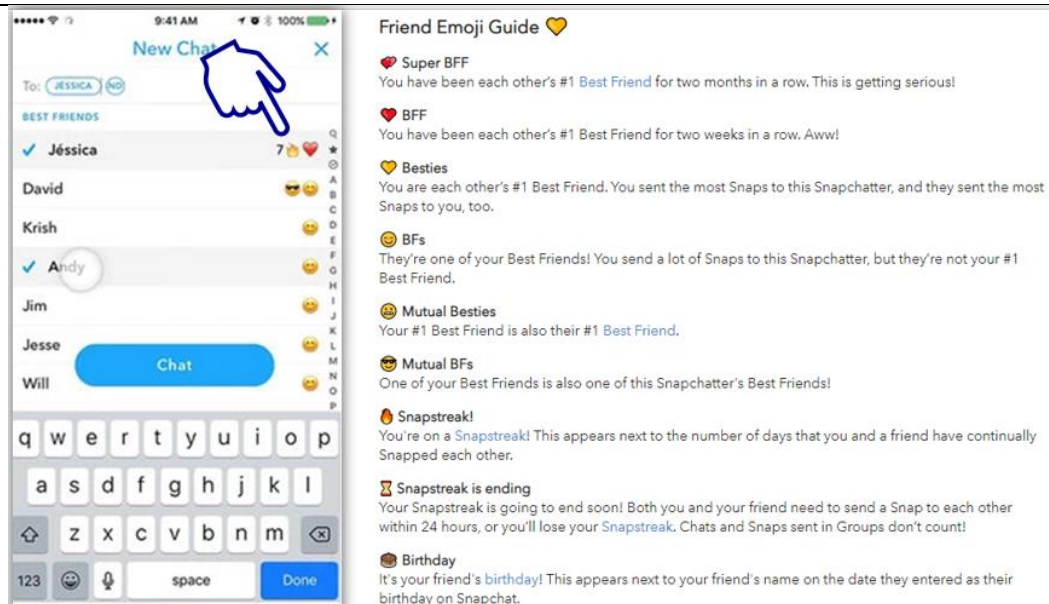 9:41 AM
100%
New Chat
To: JESSICA
BEST FRIENDS
Jéssica
7
David
Krish
Andy
Jim
Jesse
Will
Chat
Q
A
B
C
D
E
F
G
H
I
J
K
L
M
N
O
P
q w e r t y u i o p
a s d f g h j k l
z x c v b n m
123
space
Done
Friend Emoji Guide
Super BFF
You have been each other's #1 Best Friend for two months in a row. This is getting serious!
BFF
You have been each other's #1 Best Friend for two weeks in a row. Aww!
Besties
You are each other's #1 Best Friend. You sent the most Snaps to this Snapchatter, and they sent the most
Snaps to you, too.
BFs
They're one of your Best Friends! You send a lot of Snaps to this Snapchatter, but they're not your #1
Best Friend.
Mutual Besties
Your #1 Best Friend is also their #1 Best Friend.
Mutual BFs
One of your Best Friends is also one of this Snapchatter's Best Friends!
Snapstreak!
You're on a Snapstreak! This appears next to the number of days that you and a friend have continually
Snapped each other.
Snapstreak is ending
Your Snapstreak is going to end soon! Both you and your friend need to send a Snap to each other
within 24 hours, or you'll lose your Snapstreak. Chats and Snaps sent in Groups don't count!
Birthday
It's your friend's birthday! This appears next to your friend's name on the date they entered as their
birthday on Snapchat.